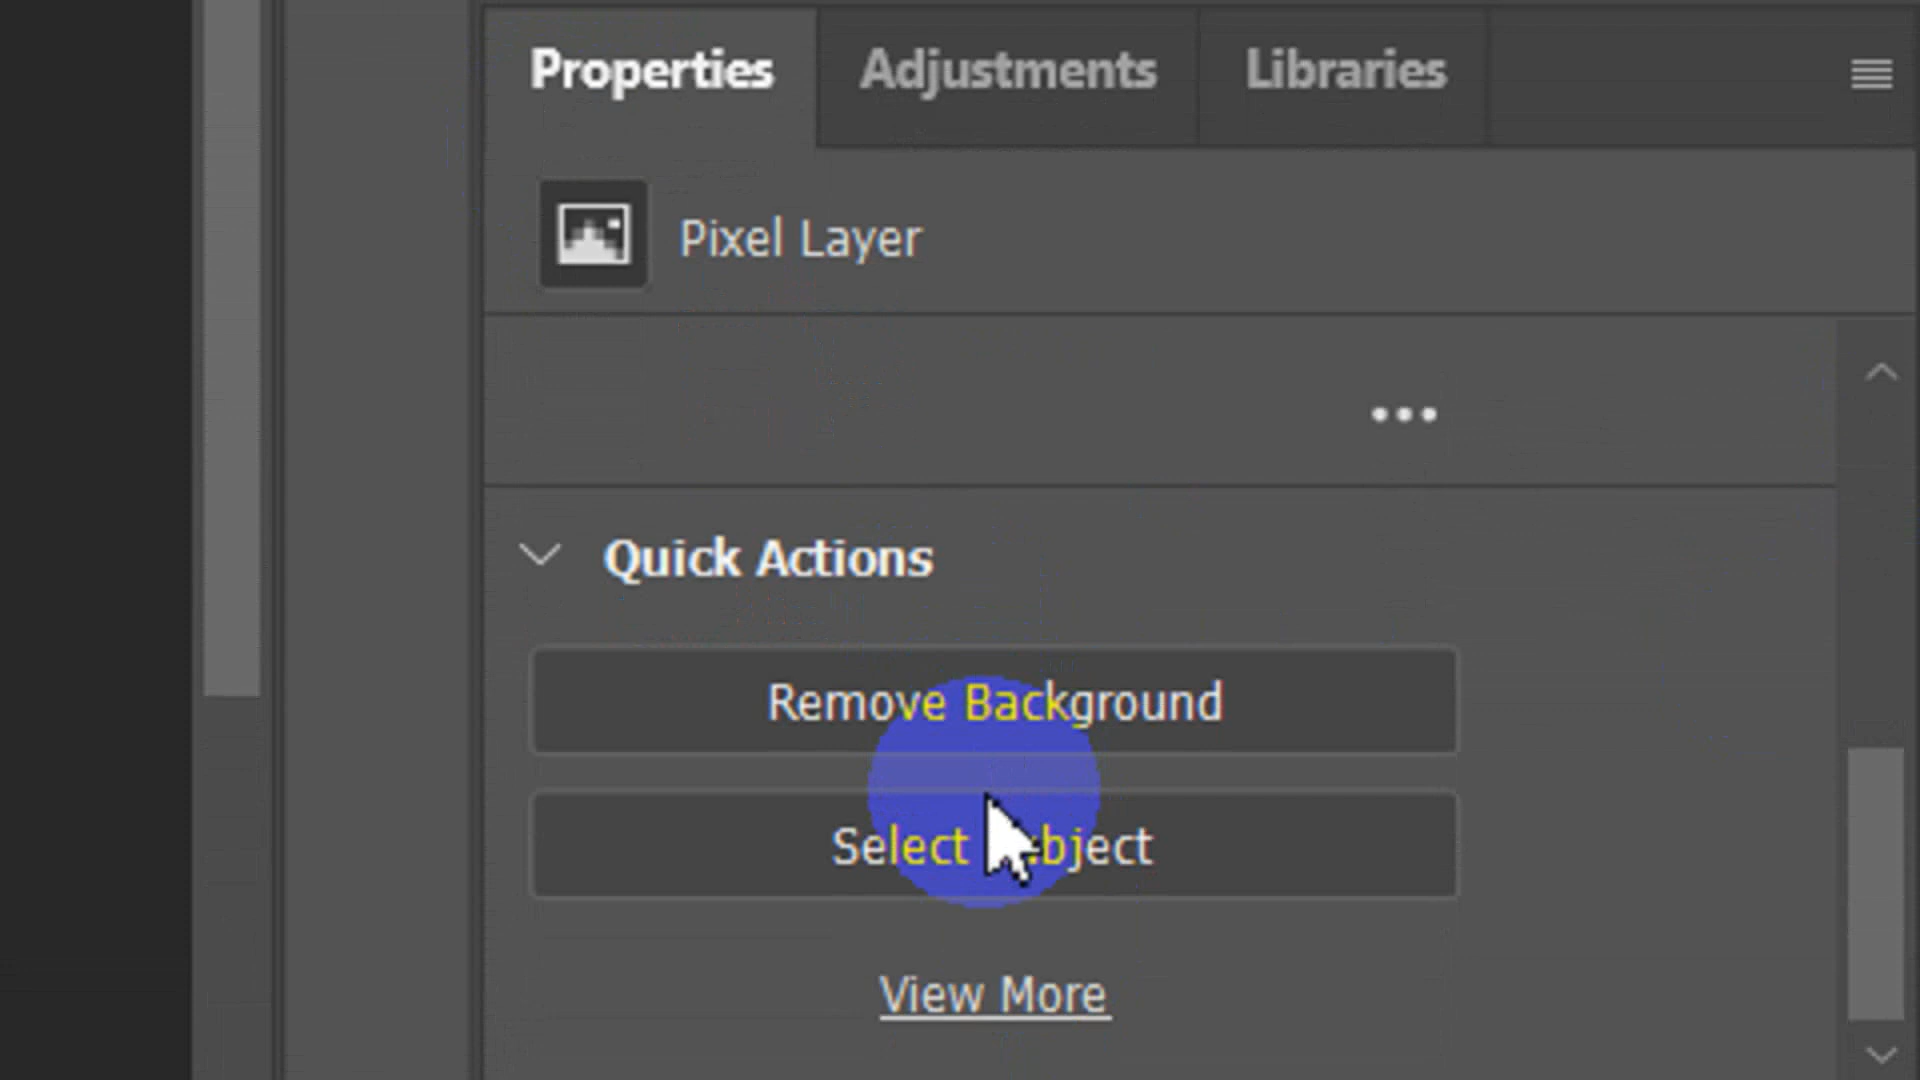 Properties Adjustments Libraries
Pixel Layer
Quick Actions
Remove Background
Select
View More